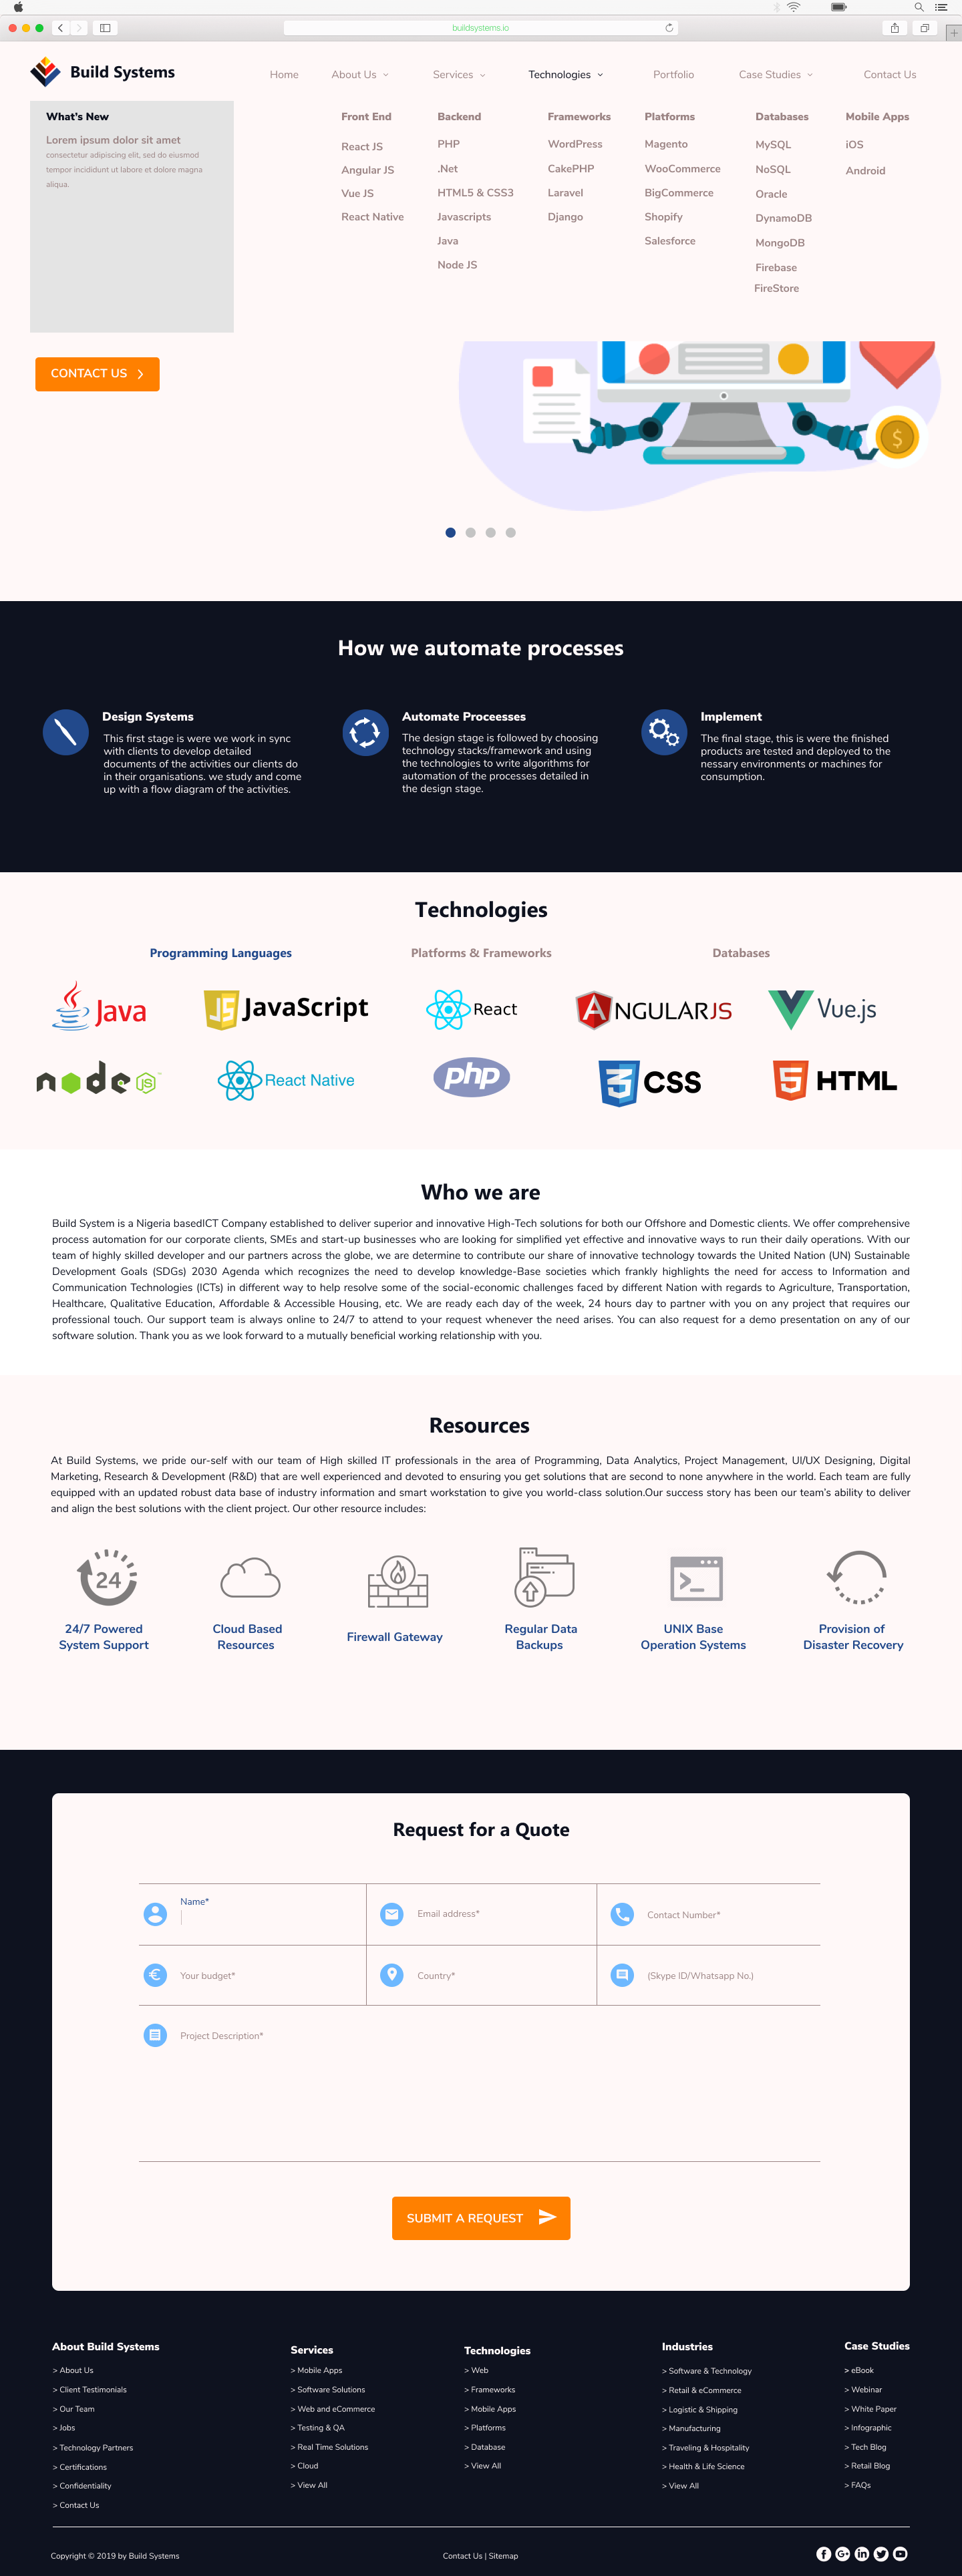 buildsystems.io
Build Systems
Home About Us Services Technologies Portfolio Case Studies Contact Us
What's New
Lorem ipsum dolor sit amet
consectetur adipiscing elit, sed do eiusmod
tempor incididunt ut labore et dolore magna
aliqua.
Front End
React JS
Angular JS
Vue JS
React Native
Backend
PHP
.Net
HTML5 & CSS3
Javascripts
Java
Node JS
Frameworks
WordPress
CakePHP
Laravel
Django
Platforms
Magento
WooCommerce
BigCommerce
Shopify
Salesforce
Databases
MySQL
NoSQL
Oracle
DynamoDB
MongoDB
Firebase
FireStore
Mobile Apps
iOS
Android
CONTACT US
$
How we automate processes
Design Systems
This first stage is were we work in sync
with clients to develop detailed
documents of the activities our clients do
in their organisations. we study and come
up with a flow diagram of the activities.
Automate Proceesses
The design stage is followed by choosing
technology stacks/framework and using
the technologies to write algorithms for
automation of the processes detailed in
the design stage.
Implement
The final stage, this is were the finished
products are tested and deployed to the
nessary environments or machines for
consumption.
Technologies
Programming Languages Platforms & Frameworks Databases
Java JS JavaScript React ANGULARJS Vue.js
node JS React Native php 3 CSS 5 HTML
Who we are
Build System is a Nigeria basedICT Company established to deliver superior and innovative High-Tech solutions for both our Offshore and Domestic clients. We offer comprehensive
process automation for our corporate clients, SMEs and start-up businesses who are looking for simplified yet effective and innovative ways to run their daily operations. With our
team of highly skilled developer and our partners across the globe, we are determine to contribute our share of innovative technology towards the United Nation (UN) Sustainable
Development Goals (SDGs) 2030 Agenda which recognizes the need to develop knowledge-Base societies which frankly highlights the need for access to Information and
Communication Technologies (ICTs) in different way to help resolve some of the social-economic challenges faced by different Nation with regards to Agriculture, Transportation,
Healthcare, Qualitative Education, Affordable & Accessible Housing, etc. We are ready each day of the week, 24 hours day to partner with you on any project that requires our
professional touch. Our support team is always online to 24/7 to attend to your request whenever the need arises. You can also request for a demo presentation on any of our
software solution. Thank you as we look forward to a mutually beneficial working relationship with you.
Resources
At Build Systems, we pride our-self with our team of High skilled IT professionals in the area of Programming, Data Analytics, Project Management, UI/UX Designing, Digital
Marketing, Research & Development (R&D) that are well experienced and devoted to ensuring you get solutions that are second to none anywhere in the world. Each team are fully
equipped with an updated robust data base of industry information and smart workstation to give you world-class solution.Our success story has been our team's ability to deliver
and align the best solutions with the client project. Our other resource includes:
24
24/7 Powered
System Support
Cloud Based
Resources
Firewall Gateway
Regular Data
Backups
UNIX Base
Operation Systems
Provision of
Disaster Recovery
Request for a Quote
Name*
Email address*
Contact Number*
Your budget*
Country*
(Skype ID/Whatsapp No.)
Project Description*
SUBMIT A REQUEST
About Build Systems
> About Us
> Client Testimonials
> Our Team
> Jobs
> Technology Partners
> Certifications
> Confidentiality
> Contact Us
Services
> Mobile Apps
> Software Solutions
> Web and eCommerce
> Testing & QA
> Real Time Solutions
> Cloud
> View All
Technologies
> Web
> Frameworks
> Mobile Apps
> Platforms
> Database
> View All
Industries
> Software & Technology
> Retail & eCommerce
> Logistic & Shipping
> Manufacturing
> Traveling & Hospitality
> Health & Life Science
> View All
Case Studies
> eBook
> Webinar
> White Paper
> Infographic
> Tech Blog
> Retail Blog
> FAQs
Copyright © 2019 by Build Systems
Contact Us | Sitemap